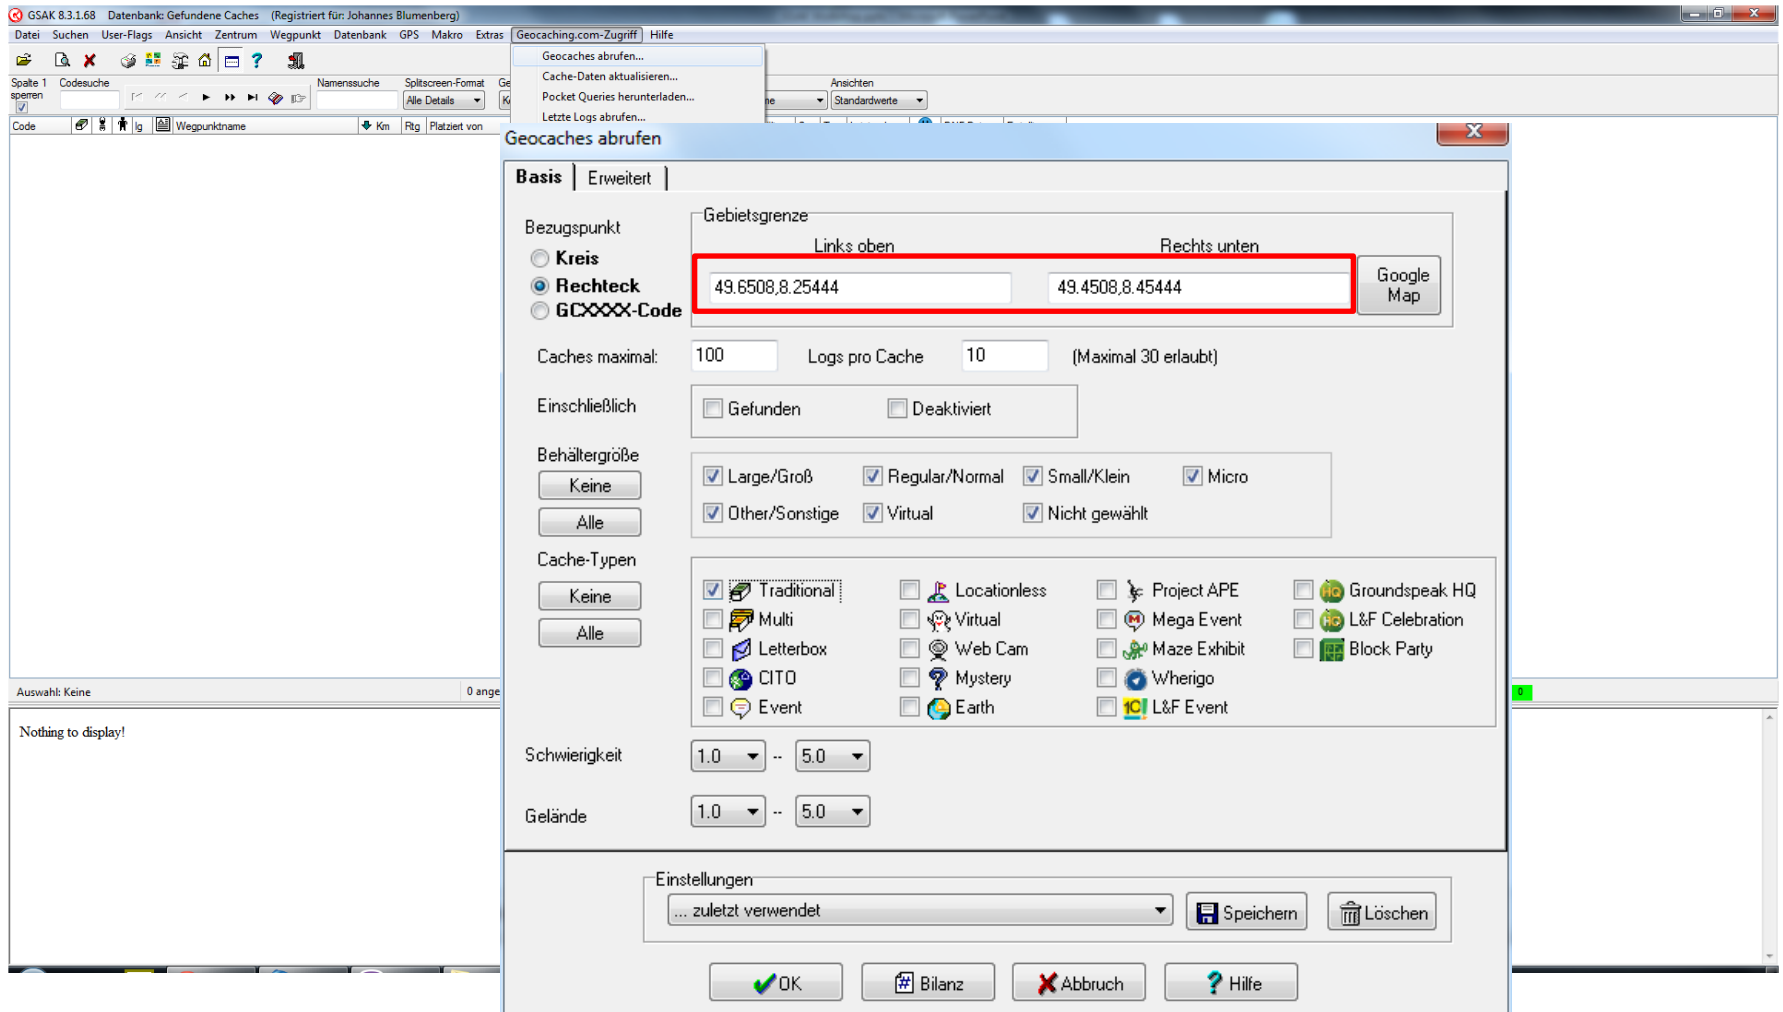 GSAK 8.3.1.68 Datenbank: Gefundene Caches (Registriert für: Johannes Blumenberg)
Datei Suchen User-Flags Ansicht Zentrum Wegpunkt Datenbank GPS Makro Extras Geocaching.com-Zugriff Hilfe
Geocaches abrufen...
Cache-Daten aktualisieren...
Pocket Queries herunterladen...
Letzte Logs abrufen...
Spalte 1 sperren
Codesuche
Namenssuche
Splitscreen-Format
Alle Details
Ansichten
Standardwerte
Code lg Wegpunktname Km Rtg Platziert von
Geocaches abrufen
Basis Erweitert
Bezugspunkt
Kreis
Rechteck
GCXXXX-Code
Gebietsgrenze
Links oben Rechts unten
49.6508,8.25444 49.4508,8.45444
Google Map
Caches maximal: 100 Logs pro Cache 10 (Maximal 30 erlaubt)
Einschließlich Gefunden Deaktiviert
Behältergröße
Keine
Alle
Large/Groß Regular/Normal Small/Klein Micro
Other/Sonstige Virtual Nicht gewählt
Cache-Typen
Keine
Alle
Traditional Locationless Project APE Groundspeak HQ
Multi Virtual Mega Event L&F Celebration
Letterbox Web Cam Maze Exhibit Block Party
CITO Mystery Wherigo
Event Earth L&F Event
Schwierigkeit 1.0 -- 5.0
Gelände 1.0 -- 5.0
Einstellungen
... zuletzt verwendet Speichern Löschen
OK Bilanz Abbruch Hilfe
Auswahl: Keine 0 ange
0
Nothing to display!